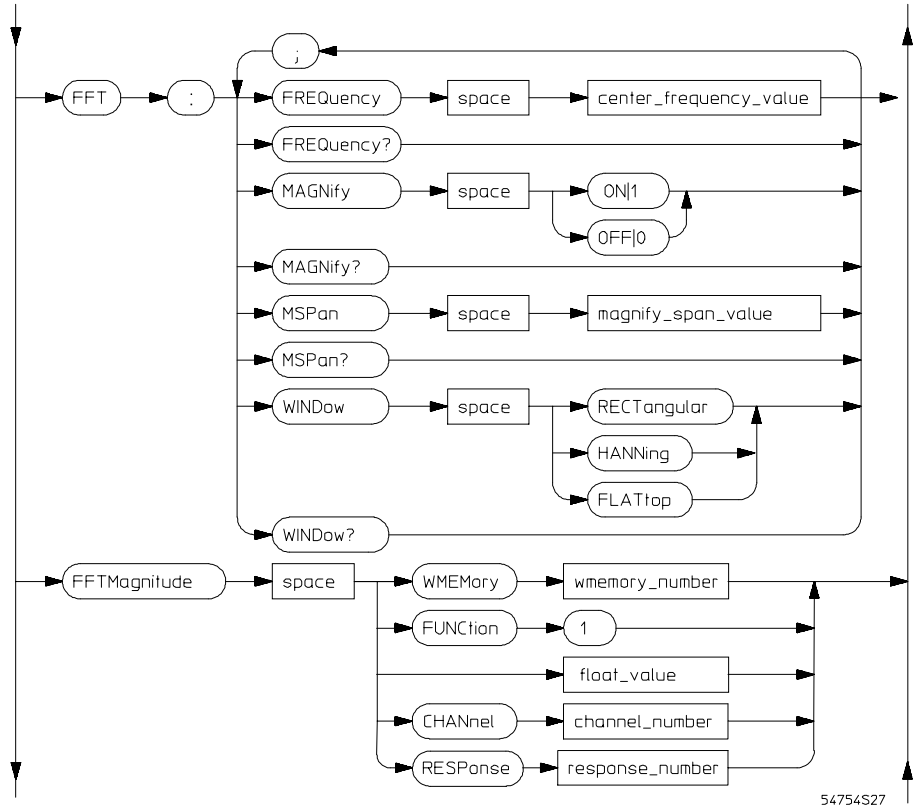 ;
FFT : FREQuency space center_frequency_value
FREQuency?
MAGNify space ON|1
OFF|0
MAGNify?
MSPan space magnify_span_value
MSPan?
WINDow space RECTangular
HANNing
FLATtop
WINDow?
FFTMagnitude space WMEMory wmemory_number
FUNCtion 1
float_value
CHANnel channel_number
RESPonse response_number
54754S27